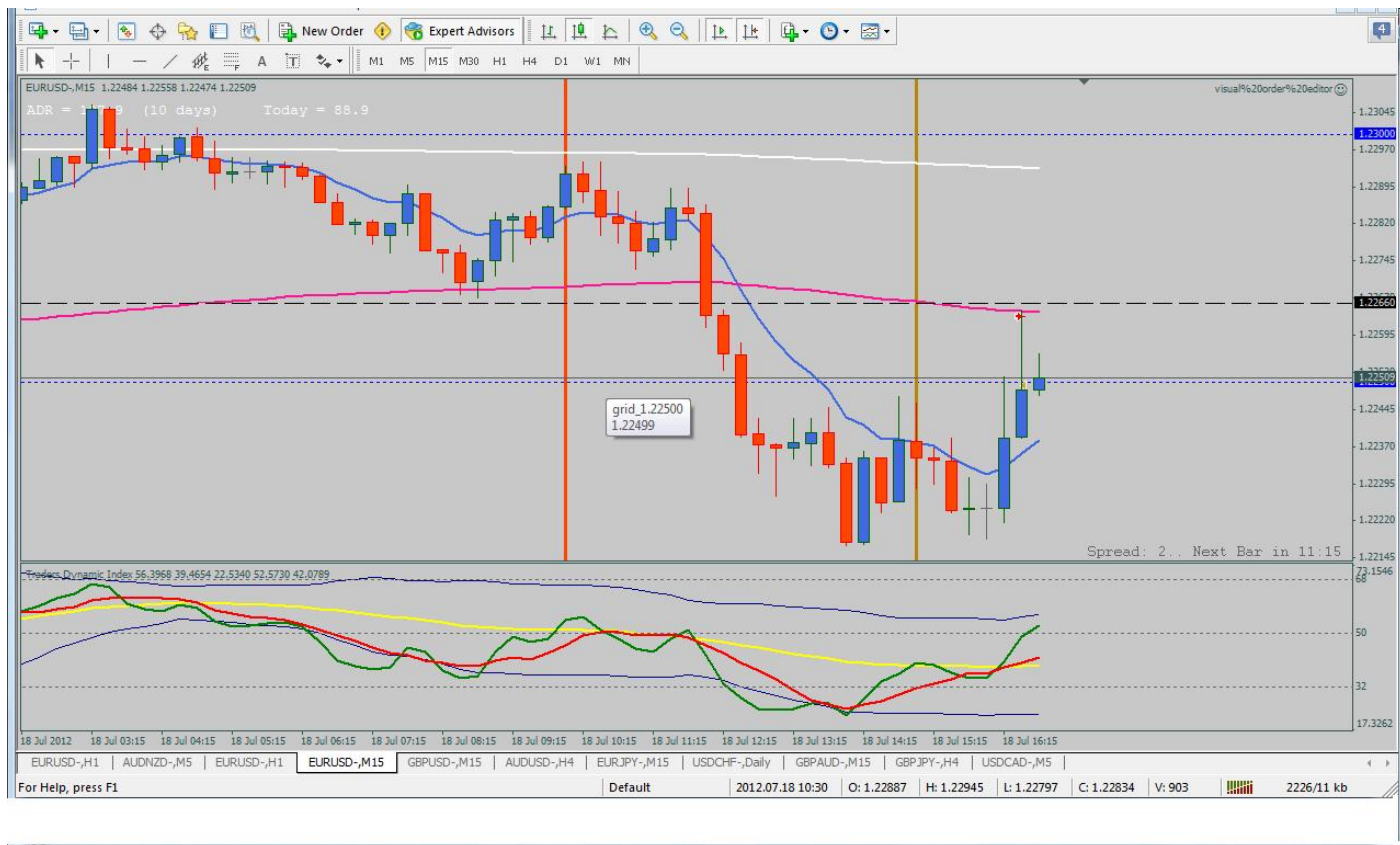 New Order
Expert Advisors
4
E
F
A
T
M1 M5 M15 M30 H1 H4 D1 W1 MN
EURUSD-,M15 1.22484 1.22558 1.22474 1.22509
visual%20order%20editor
ADR = (10 days) Today = 88.9
1.23045
1.23000
1.22970
1.22895
1.22820
1.22745
1.22660
1.22595
1.22509
1.22445
1.22370
1.22295
1.22220
1.22145
grid_1.22500
1.22499
Spread: 2.. Next Bar in 11:15
Traders Dynamic Index 56.3968 39.4654 22.5340 52.5730 42.0789
73.1546
68
50
32
17.3262
18 Jul 2012 18 Jul 03:15 18 Jul 04:15 18 Jul 05:15 18 Jul 06:15 18 Jul 07:15 18 Jul 08:15 18 Jul 09:15 18 Jul 10:15 18 Jul 11:15 18 Jul 12:15 18 Jul 13:15 18 Jul 14:15 18 Jul 15:15 18 Jul 16:15
EURUSD-,H1 AUDNZD-,M5 EURUSD-,H1 EURUSD-,M15 GBPUSD-,M15 AUDUSD-,H4 EURJPY-,M15 USDCHF-,Daily GBPAUD-,M15 GBPJPY-,H4 USDCAD-,M5
For Help, press F1 Default 2012.07.18 10:30 O: 1.22887 H: 1.22945 L: 1.22797 C: 1.22834 V: 903 2226/11 kb